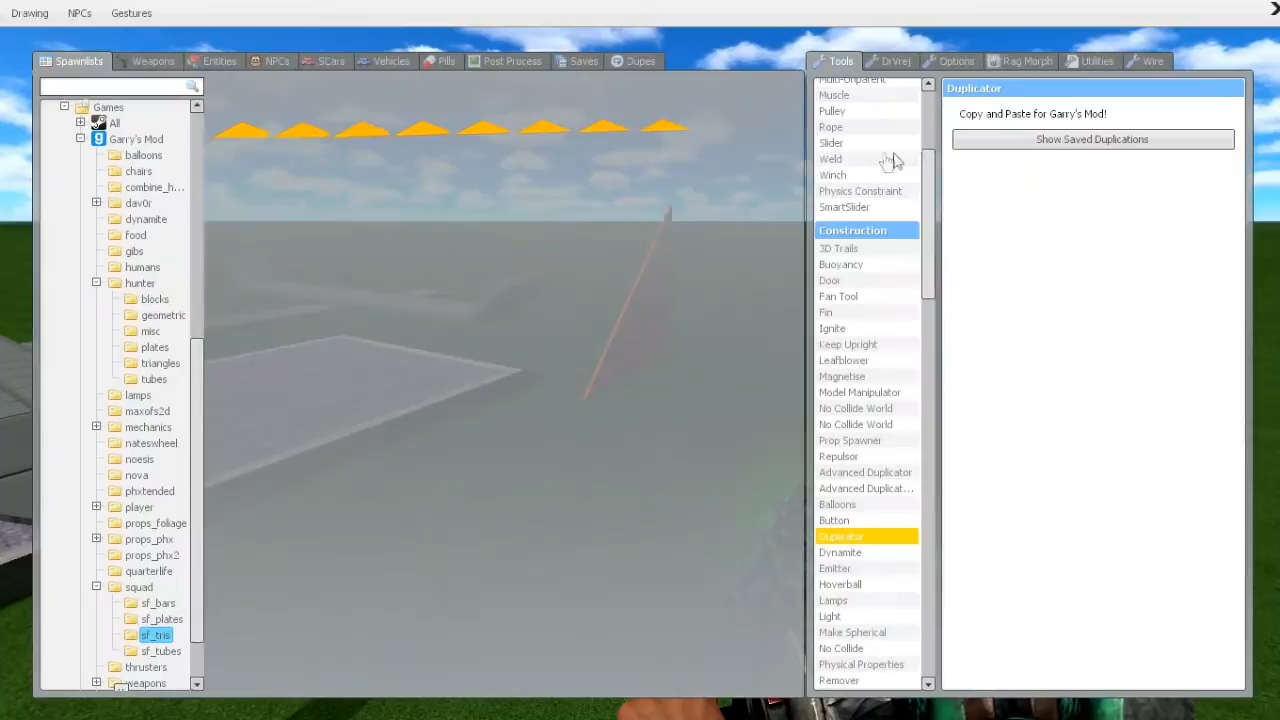 Drawing NPCs Gestures
Spawnlists Weapons Entities NPCs SCars Vehicles Pills Post Process Saves Dupes
Games
All
Garry's Mod
balloons
chairs
combine_h...
dav0r
dynamite
food
gibs
humans
hunter
blocks
geometric
misc
plates
triangles
tubes
lamps
maxofs2d
mechanics
nateswheel
noesis
nova
phxtended
player
props_foliage
props_phx
props_phx2
quarterlife
squad
sf_bars
sf_plates
sf_tris
sf_tubes
thrusters
weapons
Tools DrVrej Options Rag Morph Utilities Wire
Multi-Unparent
Muscle
Pulley
Rope
Slider
Weld
Winch
Physics Constraint
SmartSlider
Construction
3D Trails
Buoyancy
Door
Fan Tool
Fin
Ignite
Keep Upright
Leafblower
Magnetise
Model Manipulator
No Collide World
No Collide World
Prop Spawner
Repulsor
Advanced Duplicator
Advanced Duplicat...
Balloons
Button
Duplicator
Dynamite
Emitter
Hoverball
Lamps
Light
Make Spherical
No Collide
Physical Properties
Remover
Duplicator
Copy and Paste for Garry's Mod!
Show Saved Duplications